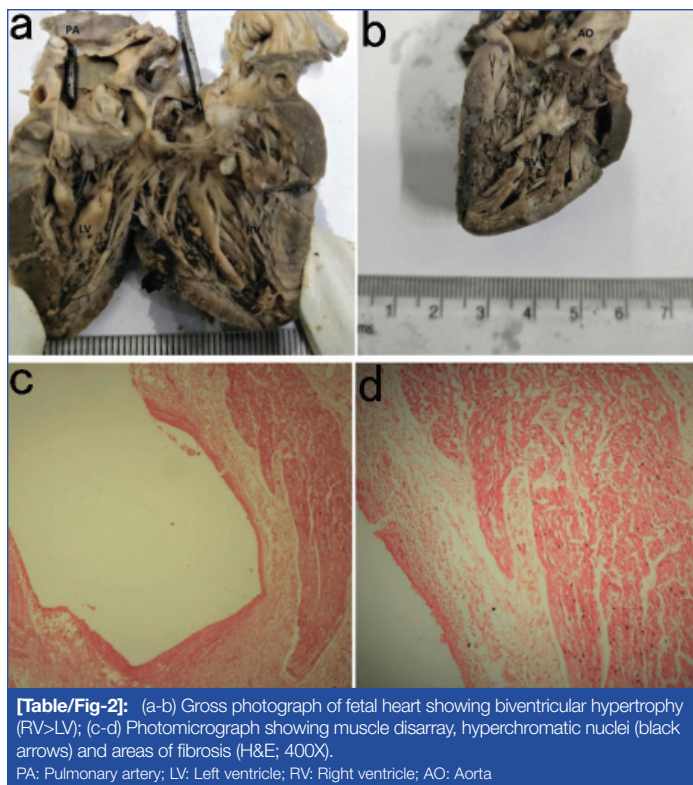 a
PA
LV
RV
b
AO
RV
1 2 3 4 5 6 7
ms.
c
d
[Table/Fig-2]: (a-b) Gross photograph of fetal heart showing biventricular hypertrophy
(RV>LV); (c-d) Photomicrograph showing muscle disarray, hyperchromatic nuclei (black
arrows) and areas of fibrosis (H&E; 400X).
PA: Pulmonary artery; LV: Left ventricle; RV: Right ventricle; AO: Aorta